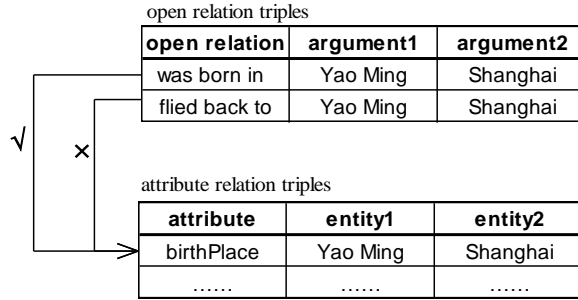 open relation triples
open relation argument1 argument2
was born in Yao Ming Shanghai
flied back to Yao Ming Shanghai
√
×
attribute relation triples
attribute entity1 entity2
birthPlace Yao Ming Shanghai
...... ...... ......